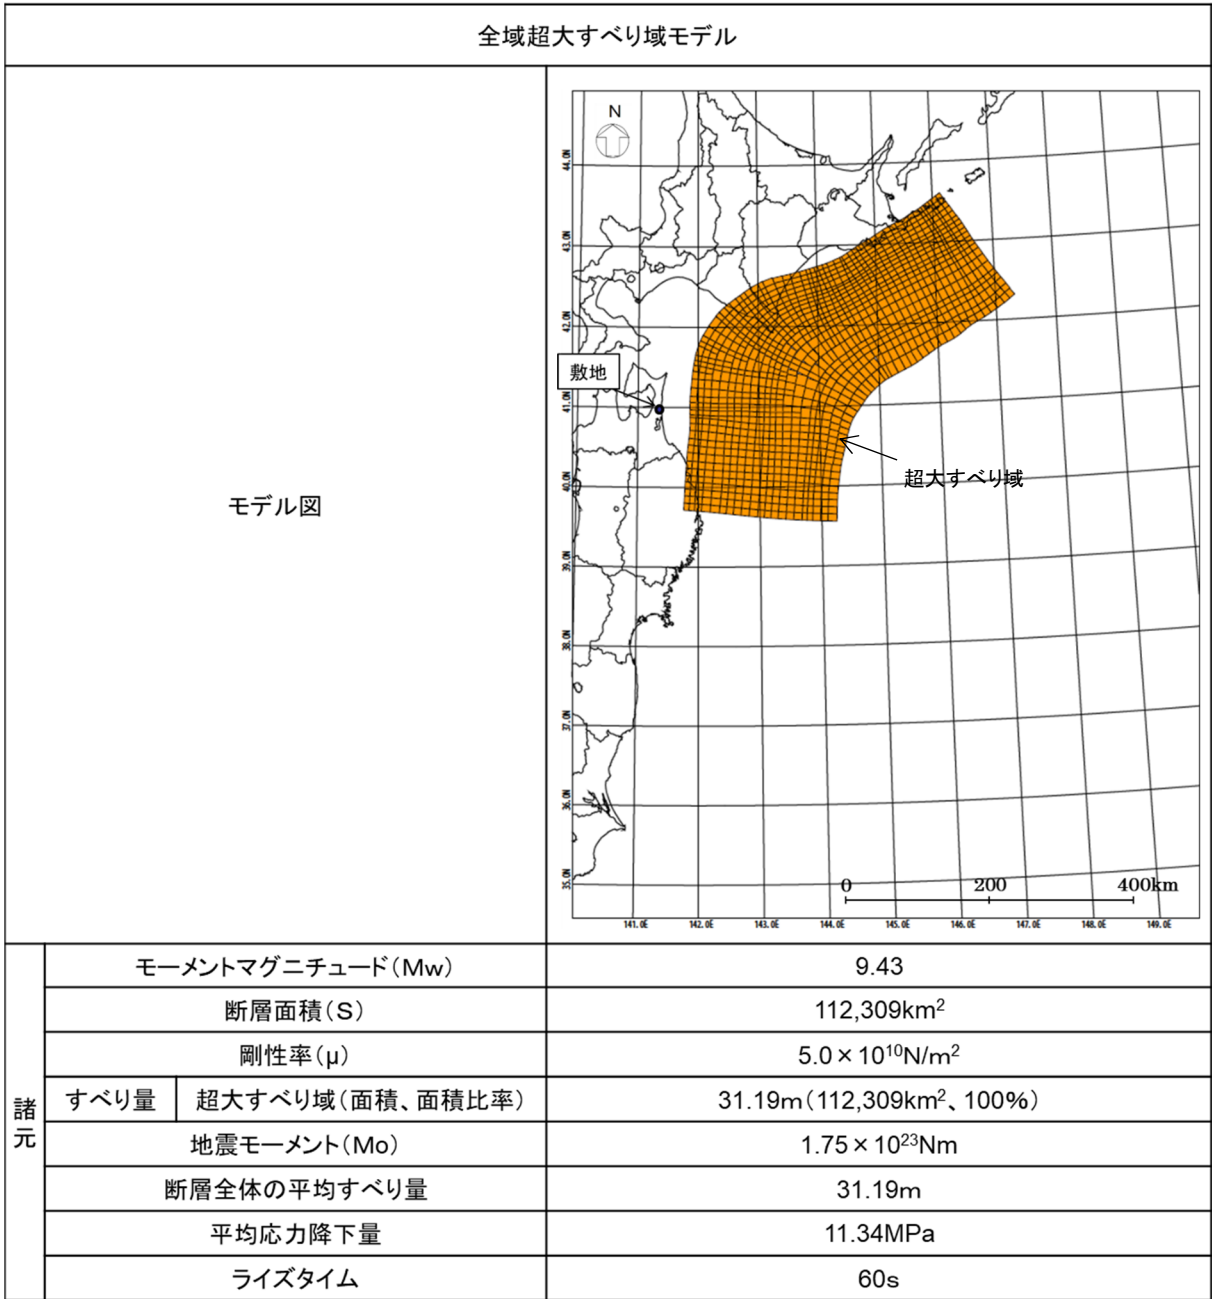 全域超大すべり域モデル
モデル図
N
44.0N
43.0N
42.0N
敷地
41.0N
超大すべり域
40.0N
39.0N
38.0N
37.0N
36.0N
35.0N
0 200 400km
141.0E 142.0E 143.0E 144.0E 145.0E 146.0E 147.0E 148.0E 149.0E
諸元
モーメントマグニチュード(Mw) 9.43
断層面積(S) 112,309km²
剛性率(μ) 5.0×10¹⁰N/m²
すべり量 超大すべり域(面積、面積比率) 31.19m(112,309km²、100%)
地震モーメント(Mo) 1.75×10²³Nm
断層全体の平均すべり量 31.19m
平均応力降下量 11.34MPa
ライズタイム 60s